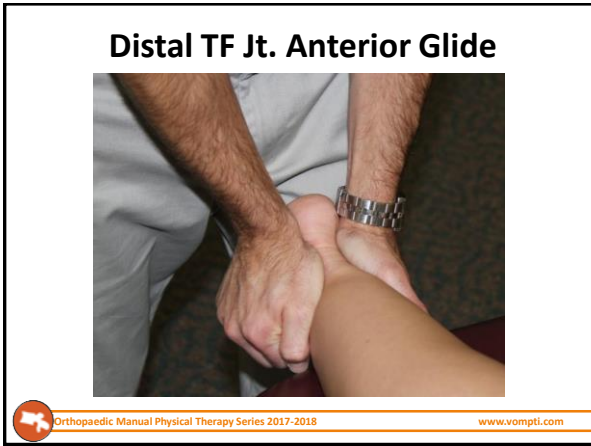 Distal TF Jt. Anterior Glide
Orthopaedic Manual Physical Therapy Series 2017-2018 www.vompti.com